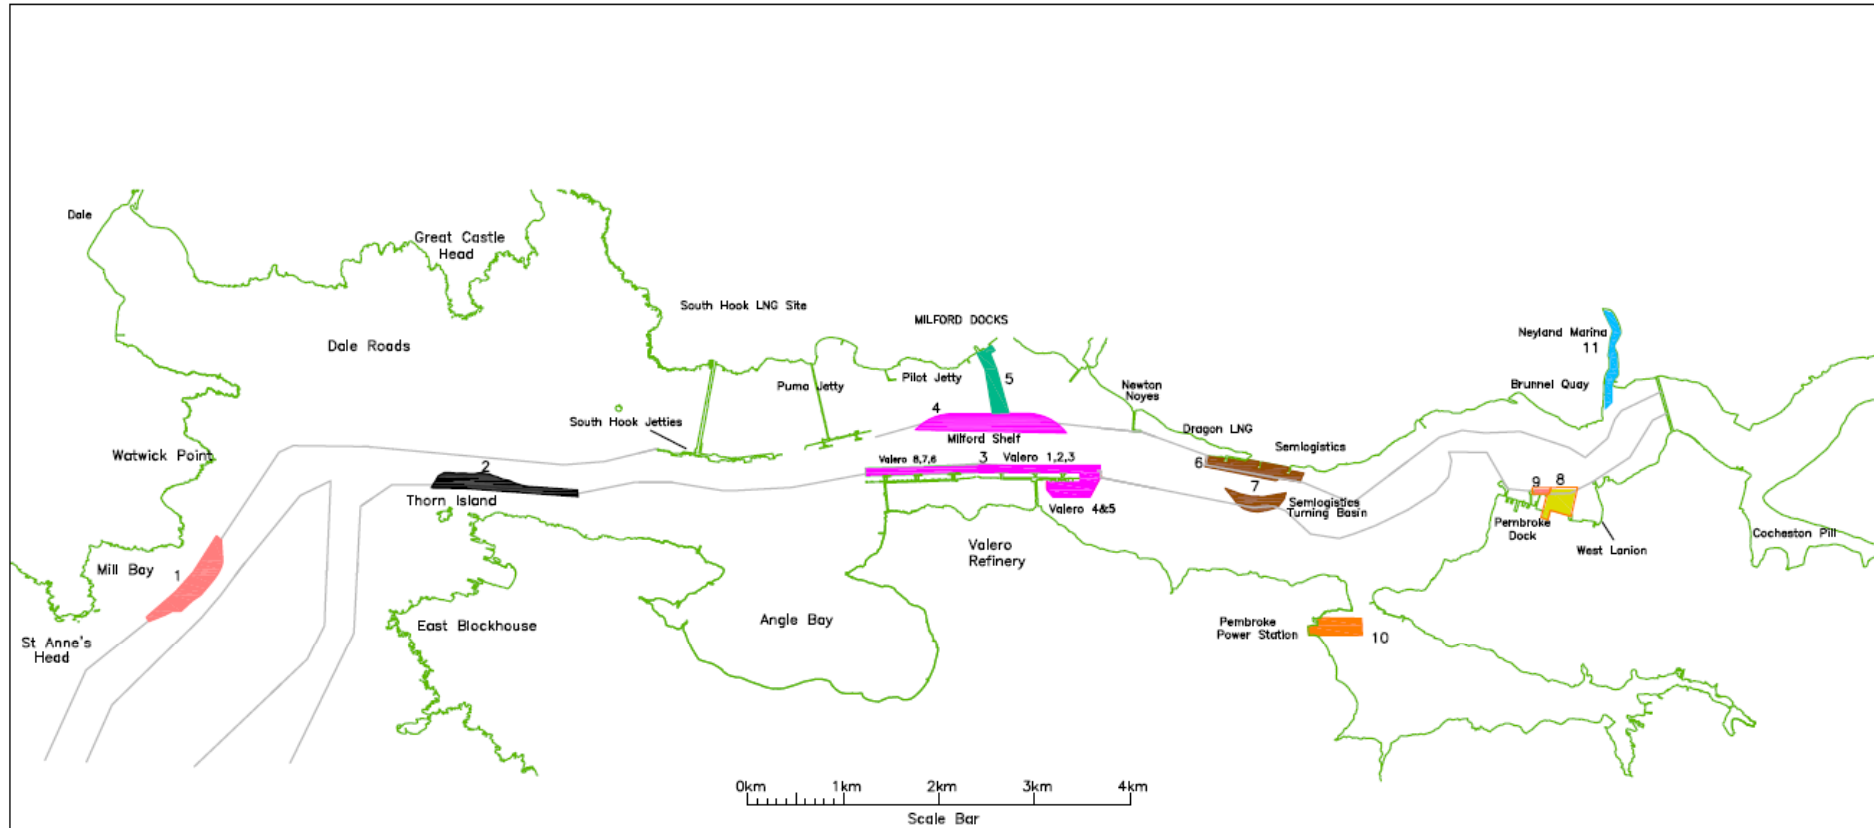 Dale
Great Castle
Head
South Hook LNG Site
MILFORD DOCKS
Neyland Marina
11
Dale Roads
Puma Jetty
Pilot Jetty
5
Newton
Noyes
Brunnel Quay
4
South Hook Jetties
Dragon LNG
Milford Shelf
Semlogistics
Watwick Point
2
Valero 8,7,6
3
Valero 1,2,3
6
7
9
8
Thorn Island
Valero 4&5
Semlogistics
Turning Basin
Pembroke
Dock
West Lanion
Cocheston Pill
Valero
Refinery
Mill Bay
1
East Blockhouse
Angle Bay
Pembroke
Power Station
10
St Anne's
Head
0km
1km
2km
3km
4km
Scale Bar